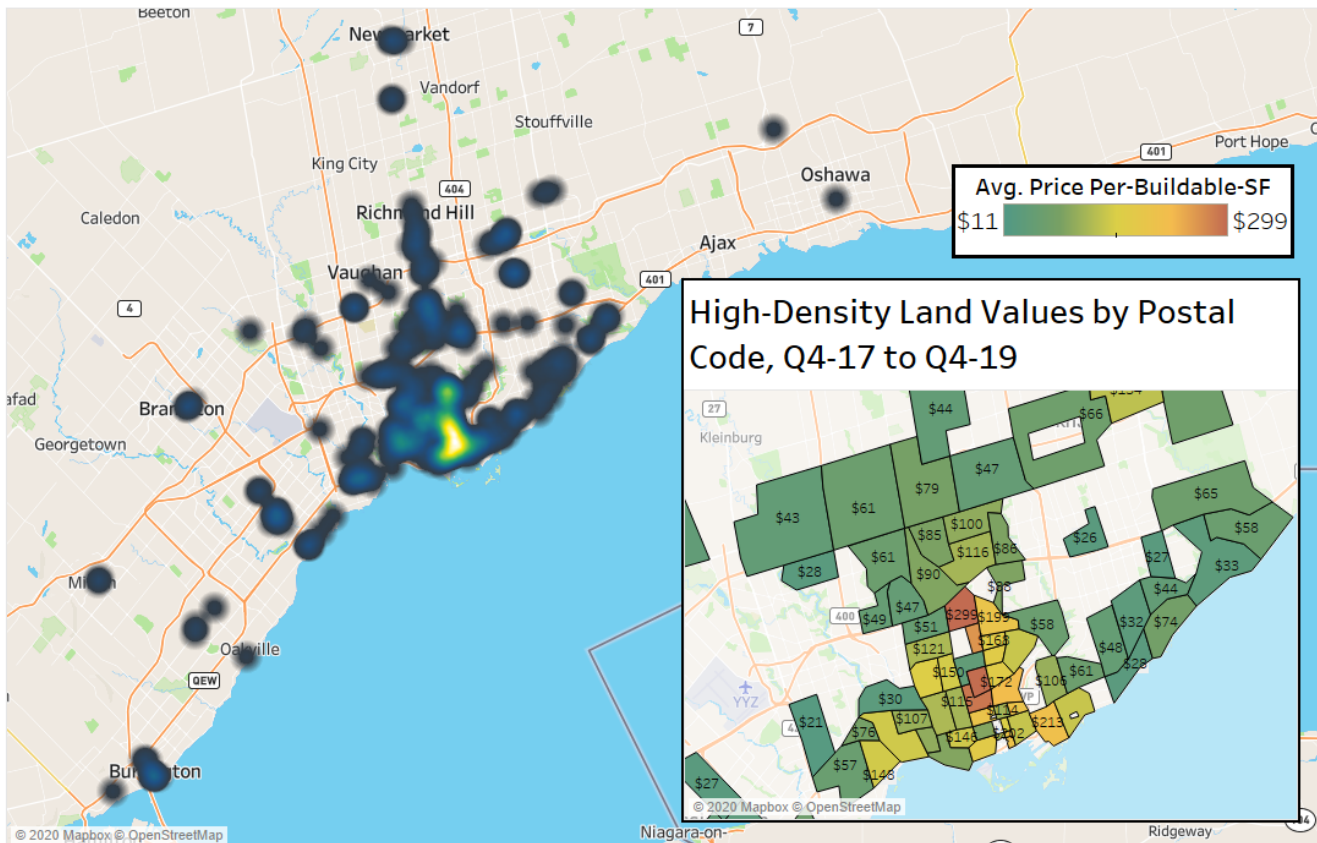 Beeton
Newmarket
7
Vandorf
Stouffville
King City
Port Hope
401
Oshawa
404
Caledon
Richmond Hill
Avg. Price Per-Buildable-SF
$11
$299
Ajax
Vaughan
401
4
High-Density Land Values by Postal
Code, Q4-17 to Q4-19
Brampton
Georgetown
27
Kleinburg
$44
$66
$47
$79
$61
$43
$65
$58
$100
$85
$116
$86
$26
$27
$61
$28
$90
$33
$44
$47
$299
$199
$49
400
$51
$58
$32
$74
$168
$48
$121
$28
$150
$172
$106
$61
YYZ
$30
$115
$114
$107
$213
$21
$76
$146
$57
$148
$27
Oakville
QEW
Burlington
© 2020 Mapbox © OpenStreetMap
© 2020 Mapbox © OpenStreetMap
Niagara-on-
Ridgeway